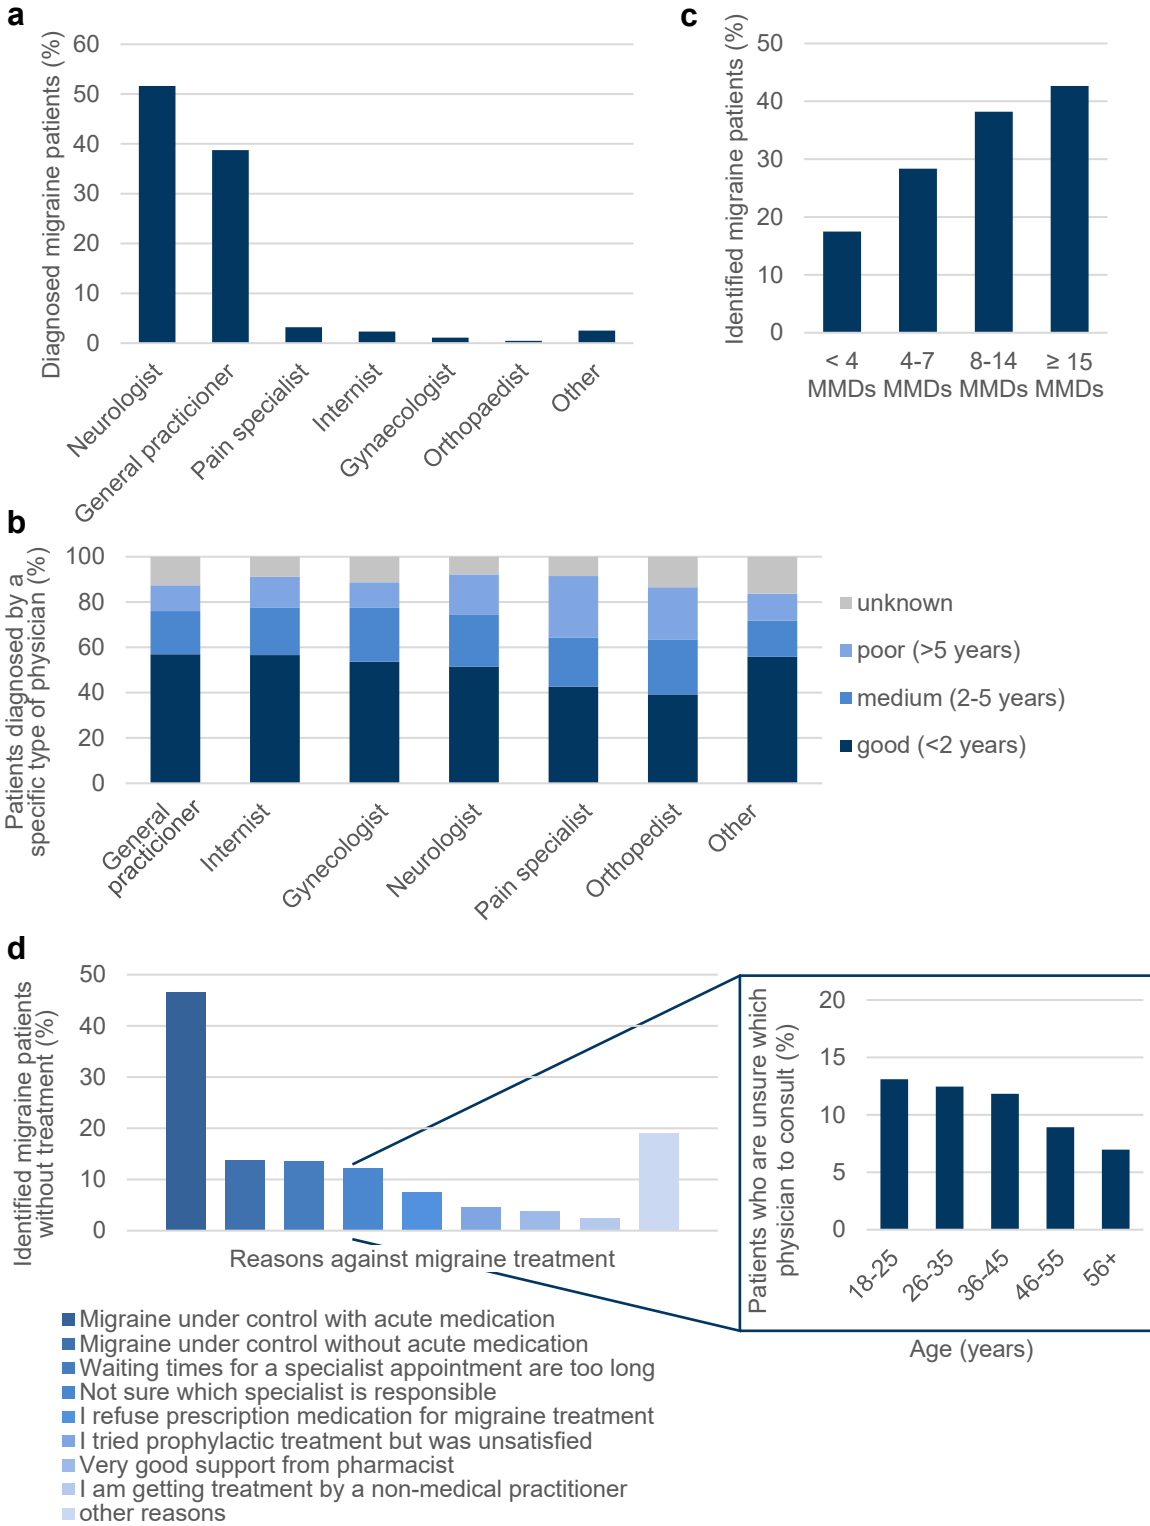 a
Diagnosed migraine patients (%)
60
50
40
30
20
10
0
Neurologist
General practicioner
Pain specialist
Internist
Gynaecologist
Orthopaedist
Other
c
Identified migraine patients (%)
50
40
30
20
10
0
< 4
MMDs
4-7
MMDs
8-14
MMDs
≥ 15
MMDs
b
Patients diagnosed by a
specific type of physician (%)
100
80
60
40
20
0
General
practicioner
Internist
Gynecologist
Neurologist
Pain specialist
Orthopedist
Other
unknown
poor (>5 years)
medium (2-5 years)
good (<2 years)
d
Identified migraine patients
without treatment (%)
50
40
30
20
10
0
Reasons against migraine treatment
Migraine under control with acute medication
Migraine under control without acute medication
Waiting times for a specialist appointment are too long
Not sure which specialist is responsible
I refuse prescription medication for migraine treatment
I tried prophylactic treatment but was unsatisfied
Very good support from pharmacist
I am getting treatment by a non-medical practitioner
other reasons
Patients who are unsure which
physician to consult (%)
20
15
10
5
0
18-25
26-35
36-45
46-55
56+
Age (years)